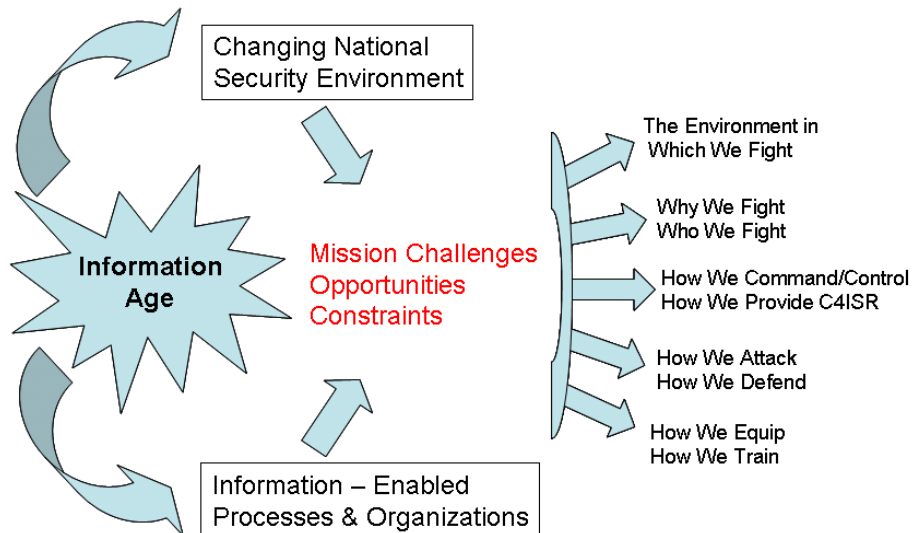 Changing National
Security Environment
The Environment in
Which We Fight
Why We Fight
Who We Fight
Information
Age
Mission Challenges
Opportunities
Constraints
How We Command/Control
How We Provide C4ISR
How We Attack
How We Defend
How We Equip
How We Train
Information – Enabled
Processes & Organizations